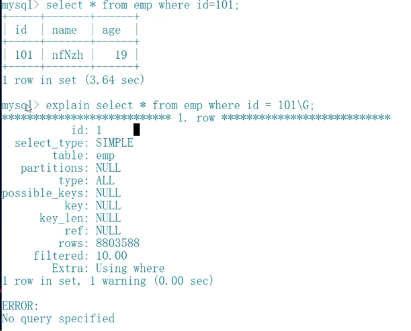 mysql> select * from emp where id=101;
+-----+-------+------+
| id | name | age |
+-----+-------+------+
| 101 | nfNzh | 19 |
+-----+-------+------+
1 row in set (3.64 sec)
mysql> explain select * from emp where id = 101\G;
*************************** 1. row ***************************
id: 1
select_type: SIMPLE
table: emp
partitions: NULL
type: ALL
possible_keys: NULL
key: NULL
key_len: NULL
ref: NULL
rows: 8803588
filtered: 10.00
Extra: Using where
1 row in set, 1 warning (0.00 sec)
ERROR:
No query specified